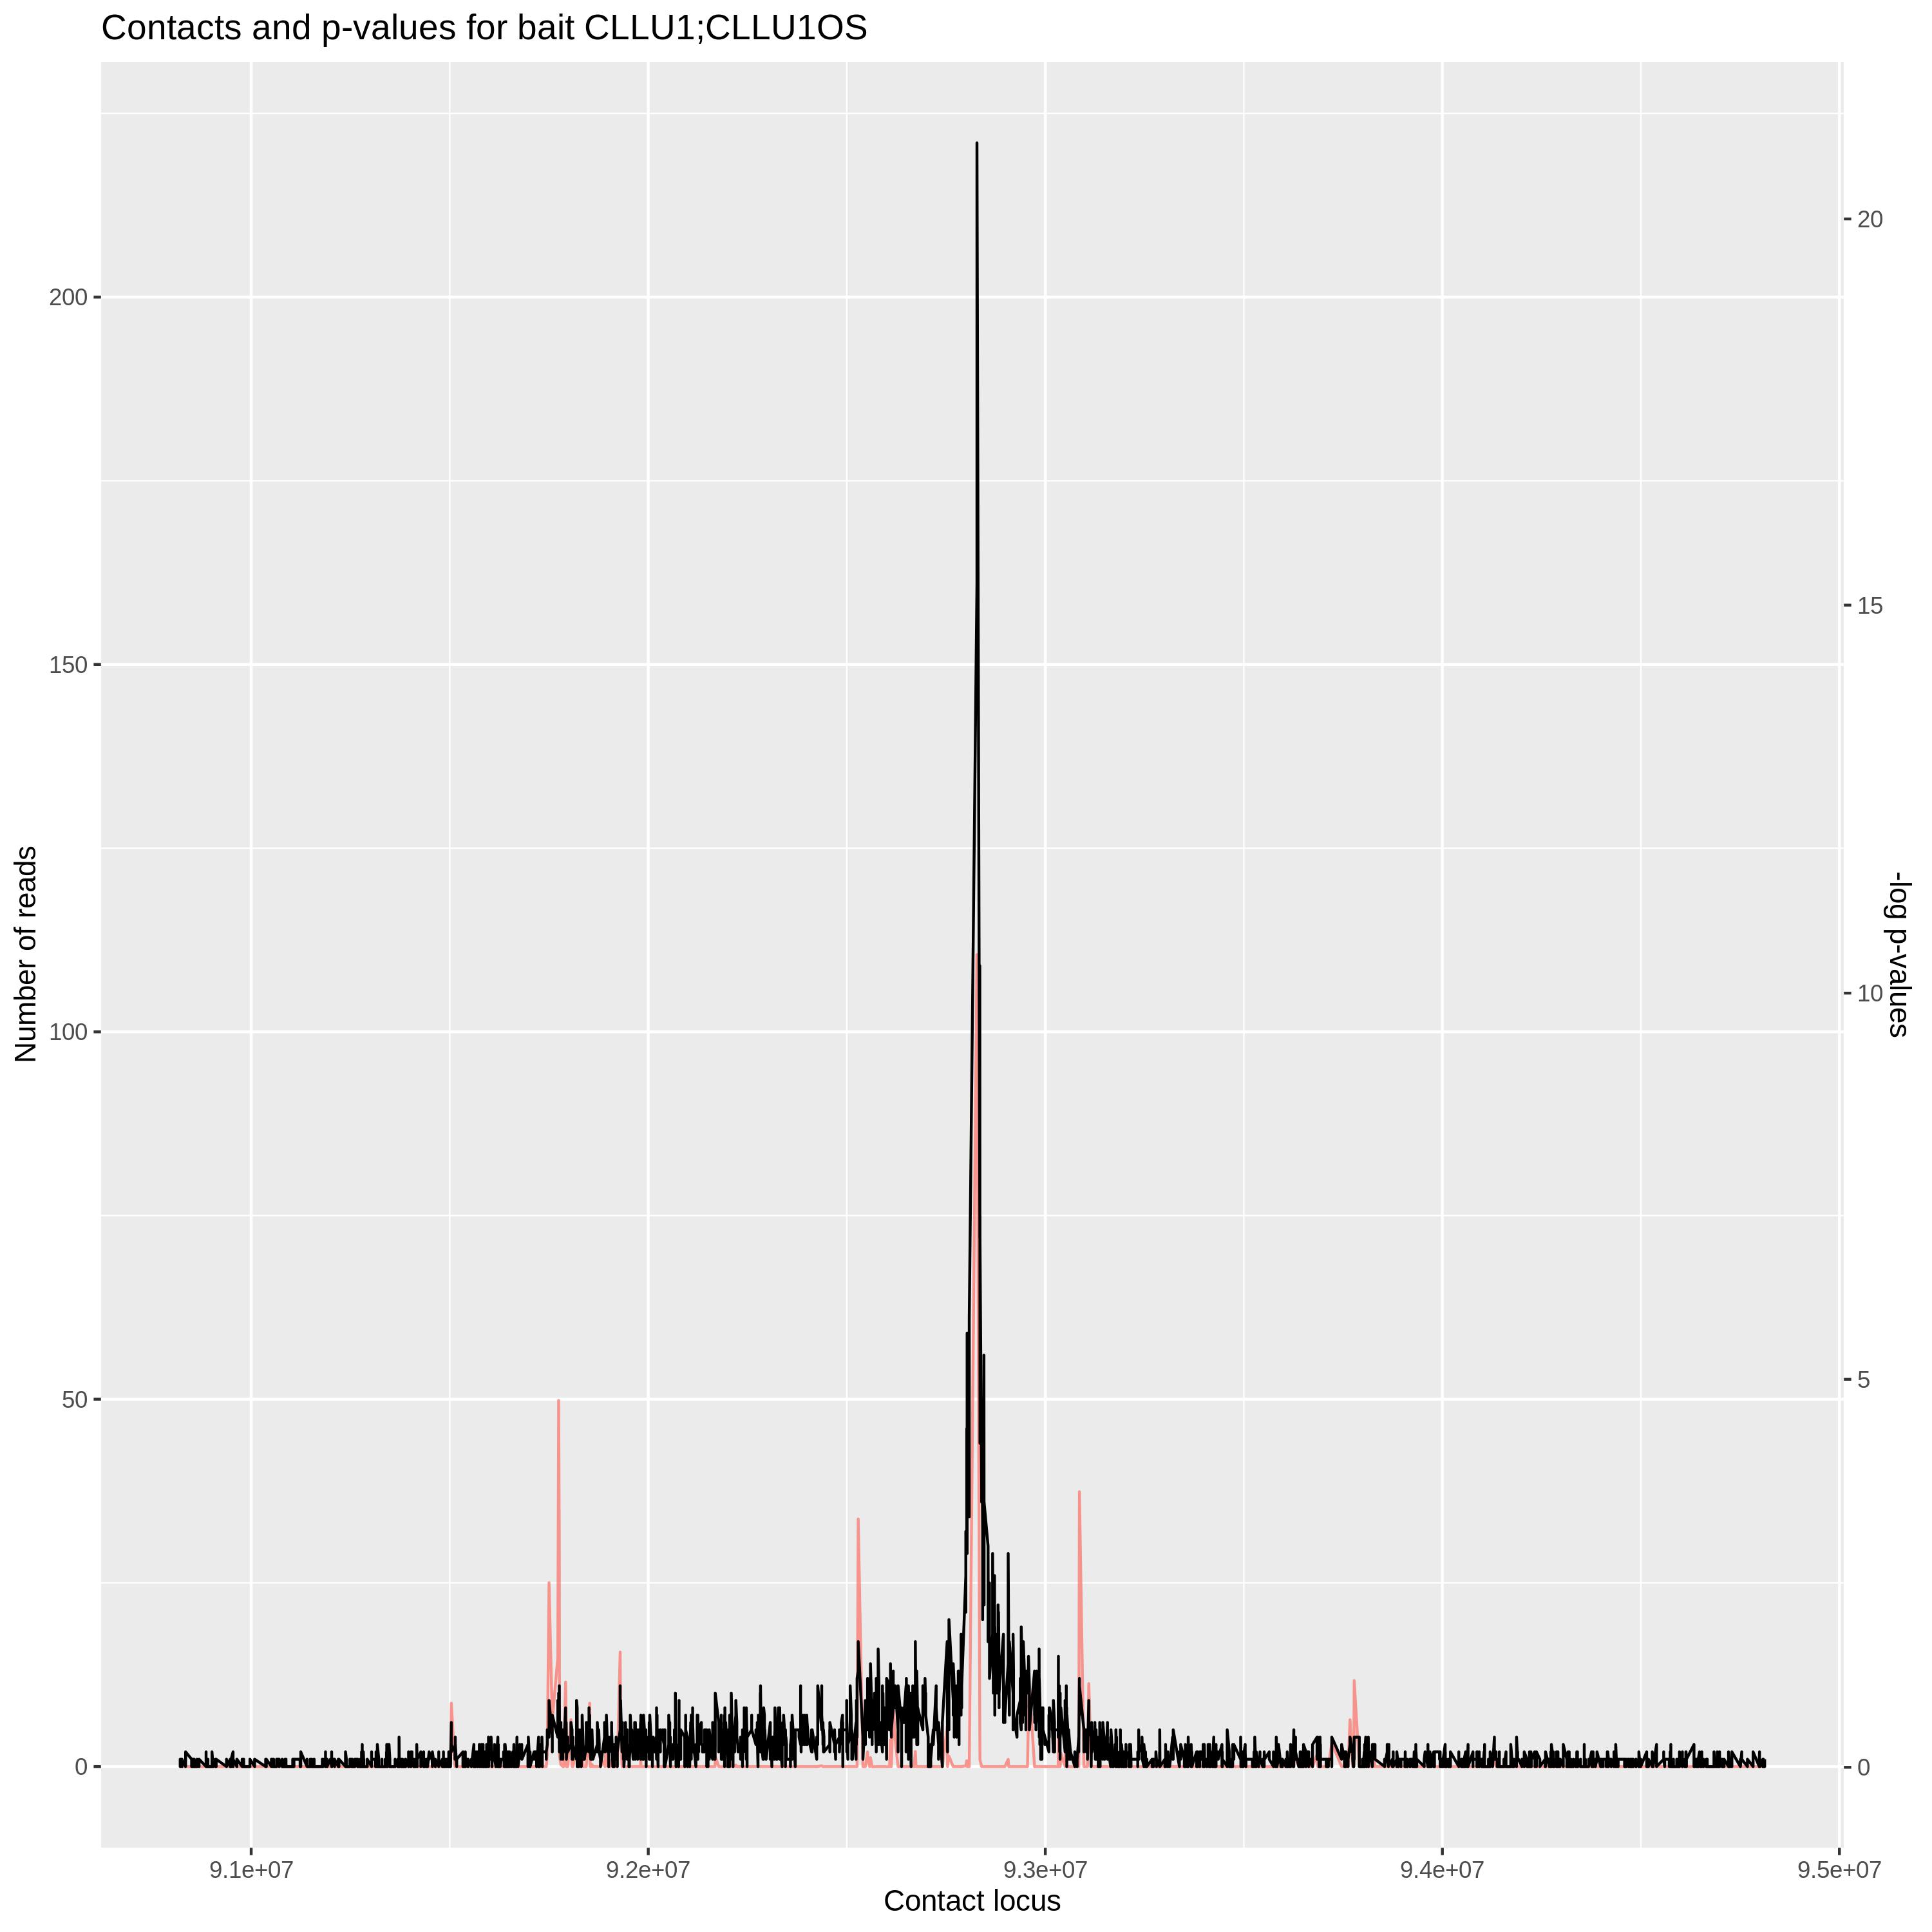 Contacts and p-values for bait CLLU1;CLLU1OS
Number of reads
200
150
100
50
0
20
15
10
5
0
-log p-values
9.1e+07
9.2e+07
9.3e+07
9.4e+07
9.5e+07
Contact locus